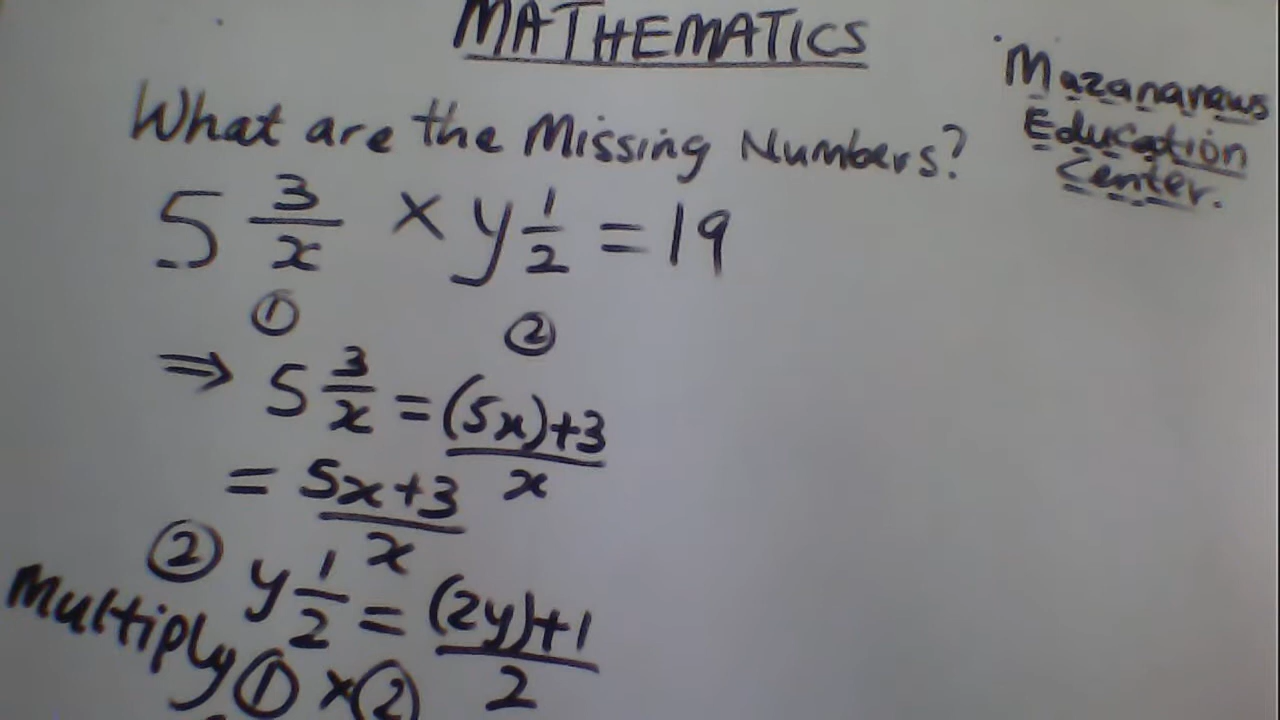 MATHEMATICS
Mazananews
Education
Center.
What are the Missing Numbers?
5 3/x × y 1/2 = 19
① ②
⇒ 5 3/x = (5x)+3/x
= 5x+3/x
② y 1/2 = (2y)+1/2
Multiply ① × ②